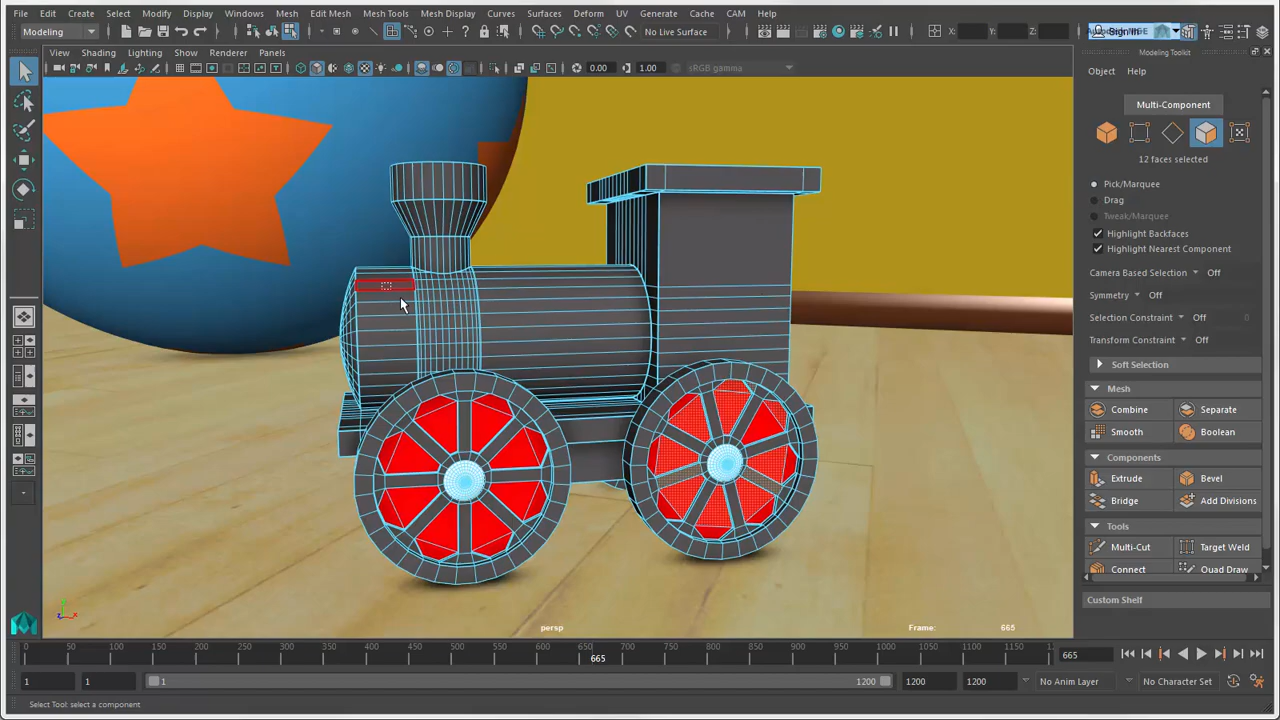 File Edit Create Select Modify Display Windows Mesh Edit Mesh Mesh Tools Mesh Display Curves Surfaces Deform UV Generate Cache Display CAM Help
Modeling No Live Surface X: Y: Z: Sign In
View Shading Lighting Show Renderer Panels
0.00 1.00 sRGB gamma
Modeling Toolkit
Object Help
Multi-Component
12 faces selected
Pick/Marquee
Drag
Tweak/Marquee
Highlight Backfaces
Highlight Nearest Component
Camera Based Selection Off
Symmetry Off
Selection Constraint Off 0
Transform Constraint Off
Soft Selection
Mesh
Combine Separate
Smooth Boolean
Components
Extrude Bevel
Bridge Add Divisions
Tools
Multi-Cut Target Weld
Connect Quad Draw
Custom Shelf
persp Frame: 665
0 50 100 150 200 250 300 350 400 450 500 550 600 650 700 750 800 850 900 950 1000 1050 1100 1150
665 665
1 1 1 1200 1200 1200 No Anim Layer No Character Set
Select Tool: select a component